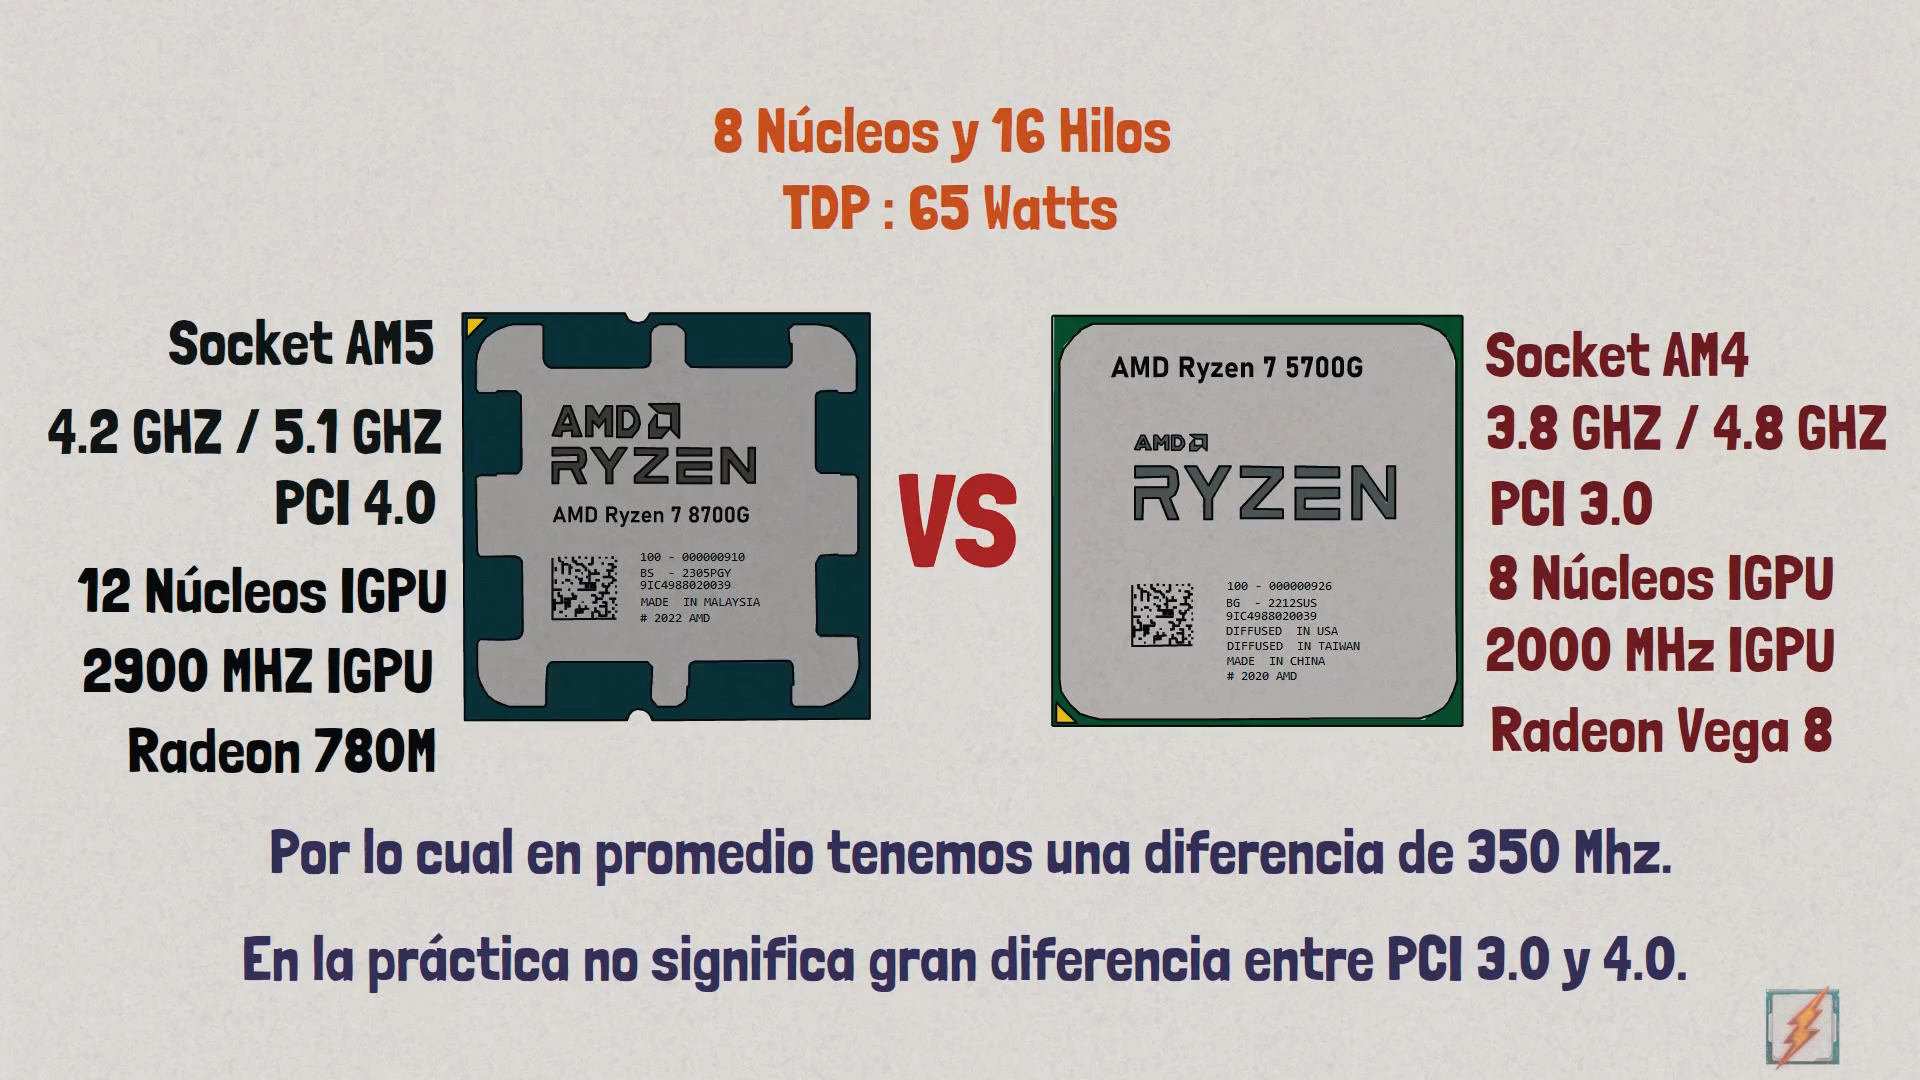 8 Núcleos y 16 Hilos
TDP : 65 Watts
Socket AM5
4.2 GHZ / 5.1 GHZ
PCI 4.0
12 Núcleos IGPU
2900 MHZ IGPU
Radeon 780M
AMD
RYZEN
AMD Ryzen 7 8700G
100 - 000000910
BS - 2305PGY
9IC4988020039
MADE IN MALAYSIA
# 2022 AMD
VS
AMD Ryzen 7 5700G
AMD
RYZEN
100 - 000000926
BG - 2212SUS
9IC4988020039
DIFFUSED IN USA
DIFFUSED IN TAIWAN
MADE IN CHINA
# 2020 AMD
Socket AM4
3.8 GHZ / 4.8 GHZ
PCI 3.0
8 Núcleos IGPU
2000 MHz IGPU
Radeon Vega 8
Por lo cual en promedio tenemos una diferencia de 350 Mhz.
En la práctica no significa gran diferencia entre PCI 3.0 y 4.0.